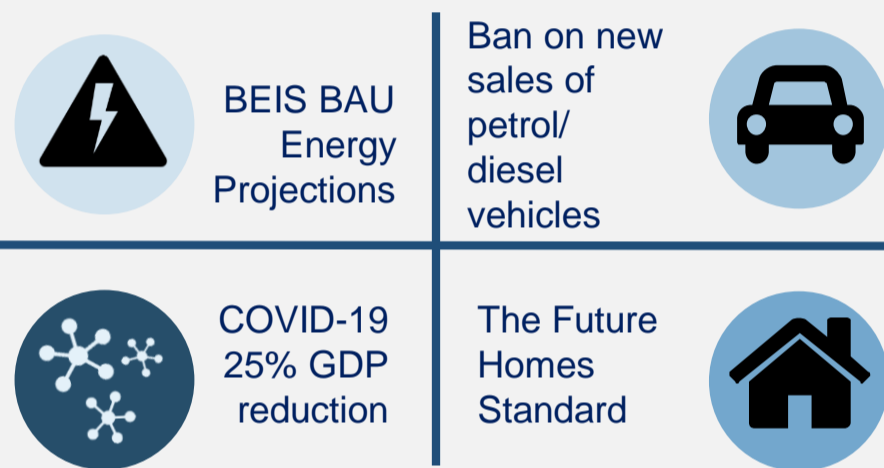 BEIS BAU
Energy
Projections
Ban on new
sales of
petrol/
diesel
vehicles
COVID-19
25% GDP
reduction
The Future
Homes
Standard